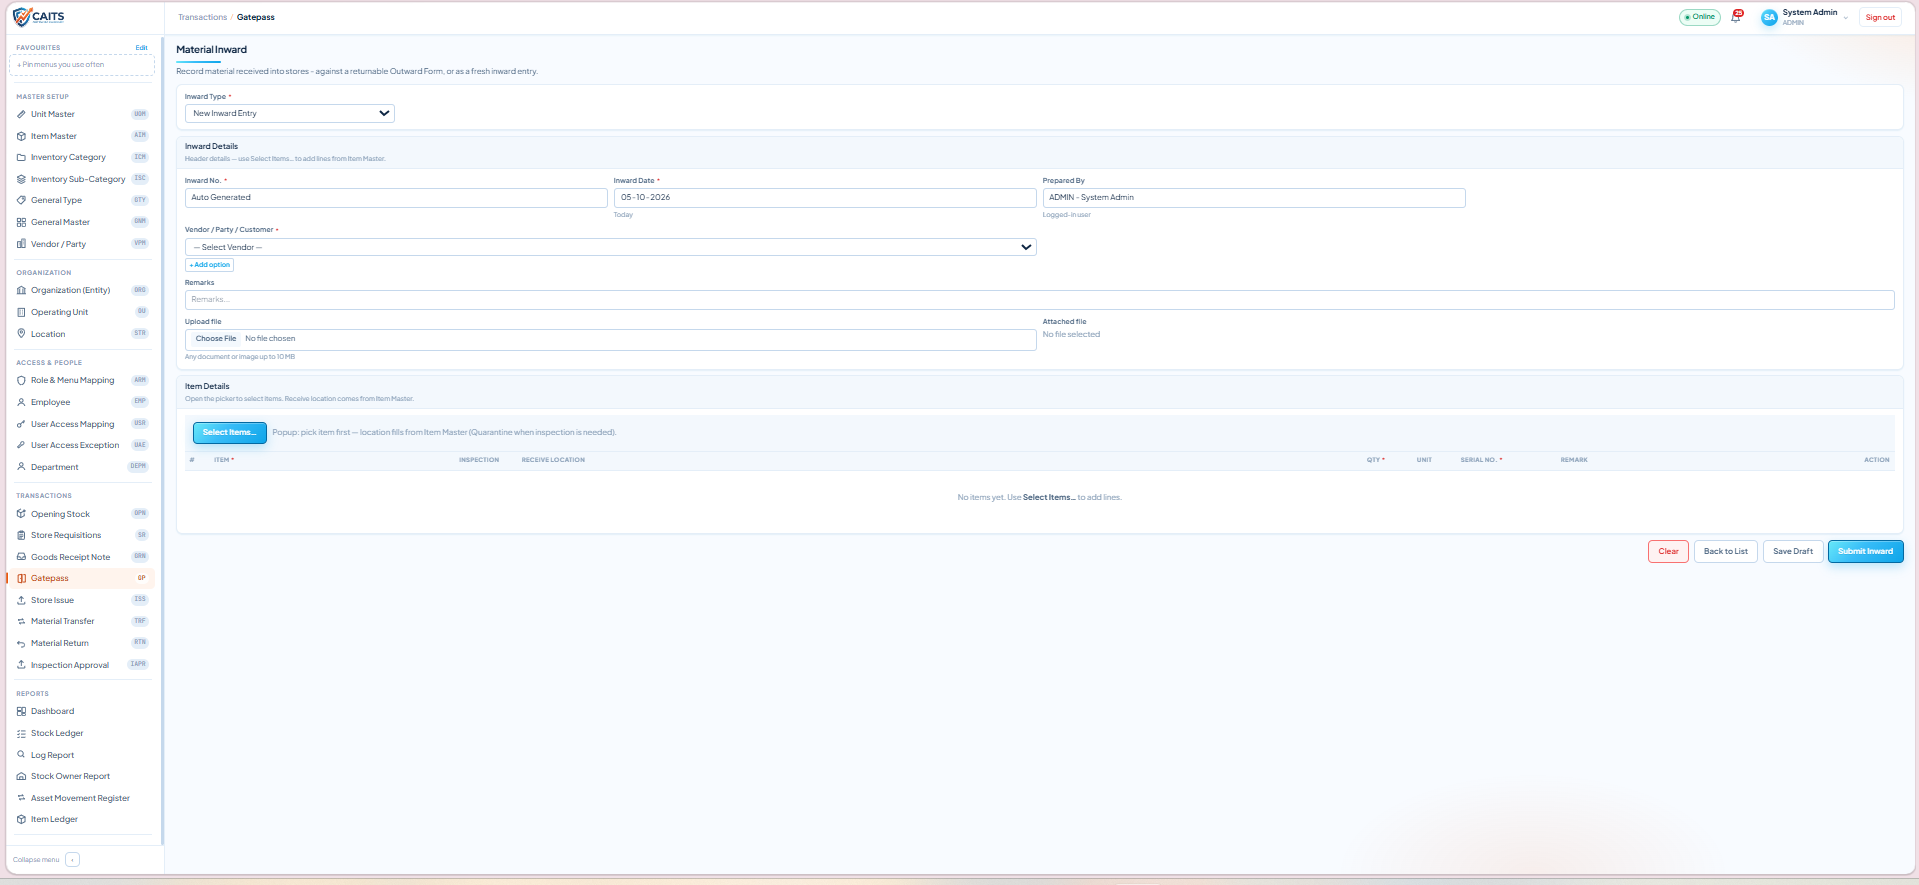 CAITS
Transactions / Gatepass
Online
25
SA
System Admin
ADMIN
Sign out
FAVOURITES
Edit
+ Pin menus you use often
MASTER SETUP
Unit Master UOM
Item Master AIM
Inventory Category ICM
Inventory Sub-Category ISC
General Type GTY
General Master GNM
Vendor / Party VPM
ORGANIZATION
Organization (Entity) ORG
Operating Unit OU
Location STR
ACCESS & PEOPLE
Role & Menu Mapping ARM
Employee EMP
User Access Mapping USR
User Access Exception UAE
Department DEPM
TRANSACTIONS
Opening Stock OPN
Store Requisitions SR
Goods Receipt Note GRN
Gatepass GP
Store Issue ISS
Material Transfer TRF
Material Return RTN
Inspection Approval IAPR
REPORTS
Dashboard
Stock Ledger
Log Report
Stock Owner Report
Asset Movement Register
Item Ledger
Collapse menu
Material Inward
Record material received into stores - against a returnable Outward Form, or as a fresh inward entry.
Inward Type *
New Inward Entry
Inward Details
Header details — use Select Items... to add lines from Item Master.
Inward No. * Inward Date * Prepared By
Auto Generated 05-10-2026 ADMIN - System Admin
Today Logged-in user
Vendor / Party / Customer *
— Select Vendor —
+ Add option
Remarks
Remarks...
Upload file Attached file
Choose File No file chosen No file selected
Any document or image up to 10 MB
Item Details
Open the picker to select items. Receive location comes from Item Master.
Select Items... Popup: pick item first — location fills from Item Master (Quarantine when inspection is needed).
# ITEM * INSPECTION RECEIVE LOCATION QTY * UNIT SERIAL NO. * REMARK ACTION
No items yet. Use Select Items... to add lines.
Clear Back to List Save Draft Submit Inward